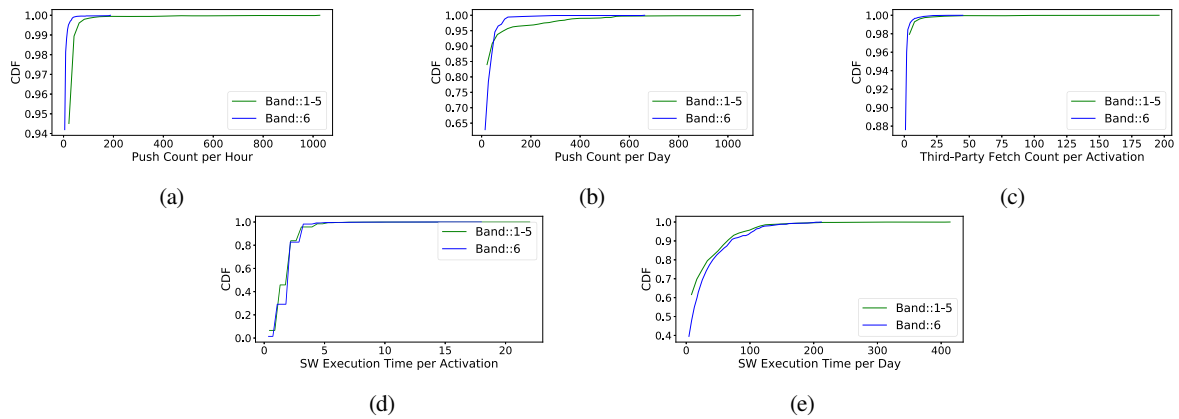 1.00
0.99
0.98
0.97
0.96
0.95
0.94
CDF
0 200 400 600 800 1000
Push Count per Hour
Band::1-5
Band::6
(a)
1.00
0.95
0.90
0.85
0.80
0.75
0.70
0.65
CDF
0 200 400 600 800 1000
Push Count per Day
Band::1-5
Band::6
(b)
1.00
0.98
0.96
0.94
0.92
0.90
0.88
CDF
0 25 50 75 100 125 150 175 200
Third-Party Fetch Count per Activation
Band::1-5
Band::6
(c)
1.0
0.8
0.6
0.4
0.2
0.0
CDF
0 5 10 15 20
SW Execution Time per Activation
Band::1-5
Band::6
(d)
1.0
0.9
0.8
0.7
0.6
0.5
0.4
CDF
0 100 200 300 400
SW Execution Time per Day
Band::1-5
Band::6
(e)